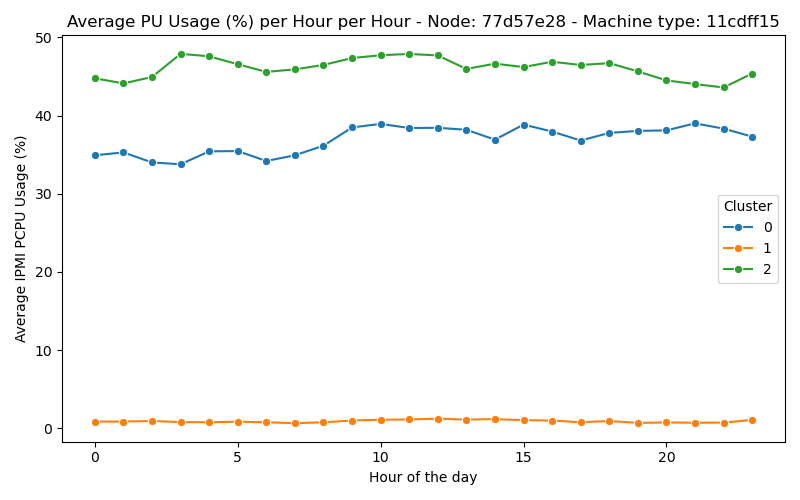 Average PU Usage (%) per Hour per Hour - Node: 77d57e28 - Machine type: 11cdff15
50
40
30
20
10
0
Average IPMI PCPU Usage (%)
Cluster
0
1
2
0 5 10 15 20
Hour of the day